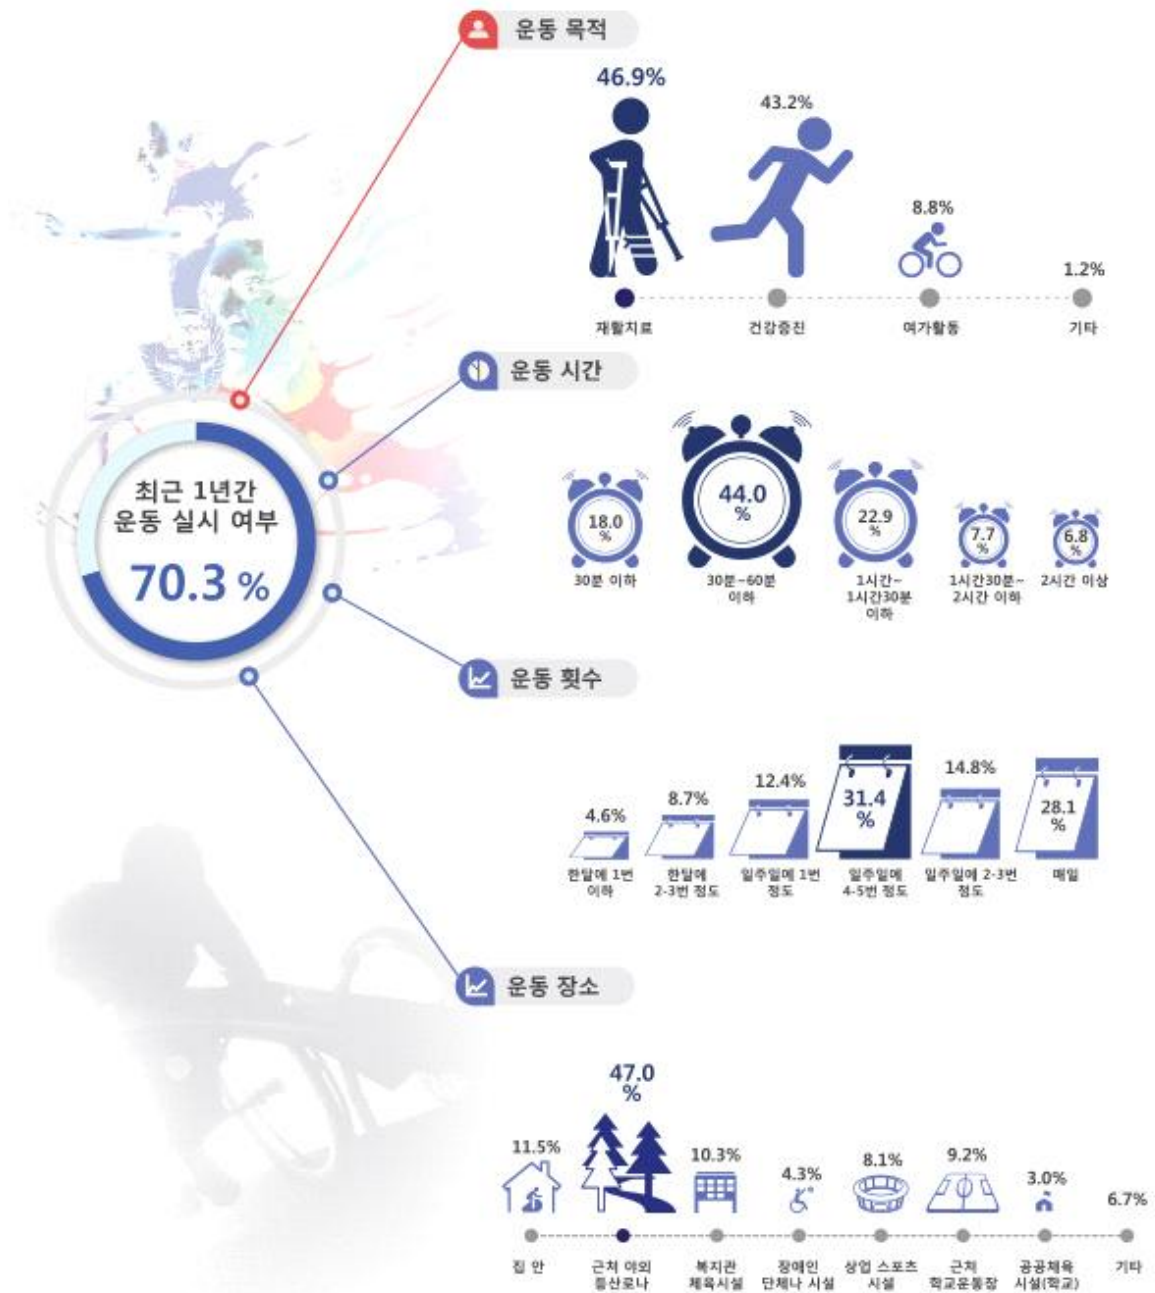 운동 목적
46.9%
43.2%
8.8%
1.2%
재활치료
건강증진
여가활동
기타
최근 1년간
운동 실시 여부
70.3 %
운동 시간
18.0
%
44.0
%
22.9
%
7.7
%
6.8
%
30분 이하
30분~60분
이하
1시간~
1시간30분
이하
1시간30분~
2시간 이하
2시간 이상
운동 횟수
4.6%
8.7%
12.4%
31.4
%
14.8%
28.1
%
한달에 1번
이하
한달에
2-3번 정도
일주일에 1번
정도
일주일에
4-5번 정도
일주일에 2-3번
정도
매일
운동 장소
11.5%
47.0
%
10.3%
4.3%
8.1%
9.2%
3.0%
6.7%
집 안
근처 야외
등산로나
복지관
체육시설
장애인
단체나 시설
상업 스포츠
시설
근처
학교운동장
공공체육
시설(학교)
기타